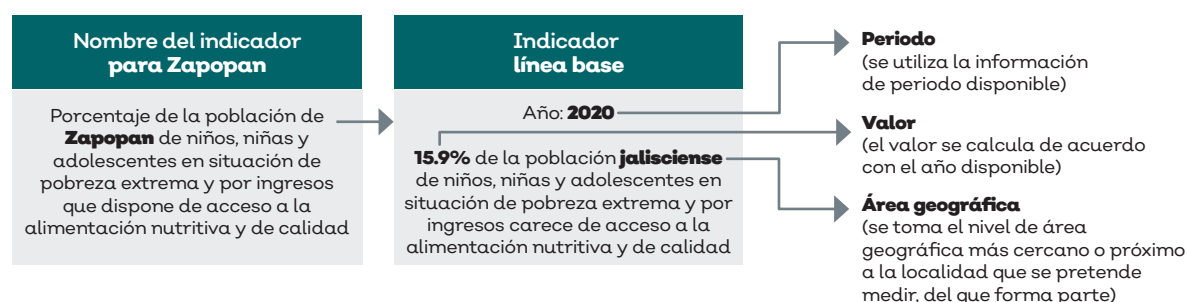 Nombre del indicador
para Zapopan
Porcentaje de la población de
Zapopan de niños, niñas y
adolescentes en situación de
pobreza extrema y por ingresos
que dispone de acceso a la
alimentación nutritiva y de calidad
Indicador
línea base
Año: 2020
15.9% de la población jalisciense
de niños, niñas y adolescentes en
situación de pobreza extrema y por
ingresos carece de acceso a la
alimentación nutritiva y de calidad
Periodo
(se utiliza la información
de periodo disponible)
Valor
(el valor se calcula de acuerdo
con el año disponible)
Área geográfica
(se toma el nivel de área
geográfica más cercano o próximo
a la localidad que se pretende
medir, del que forma parte)